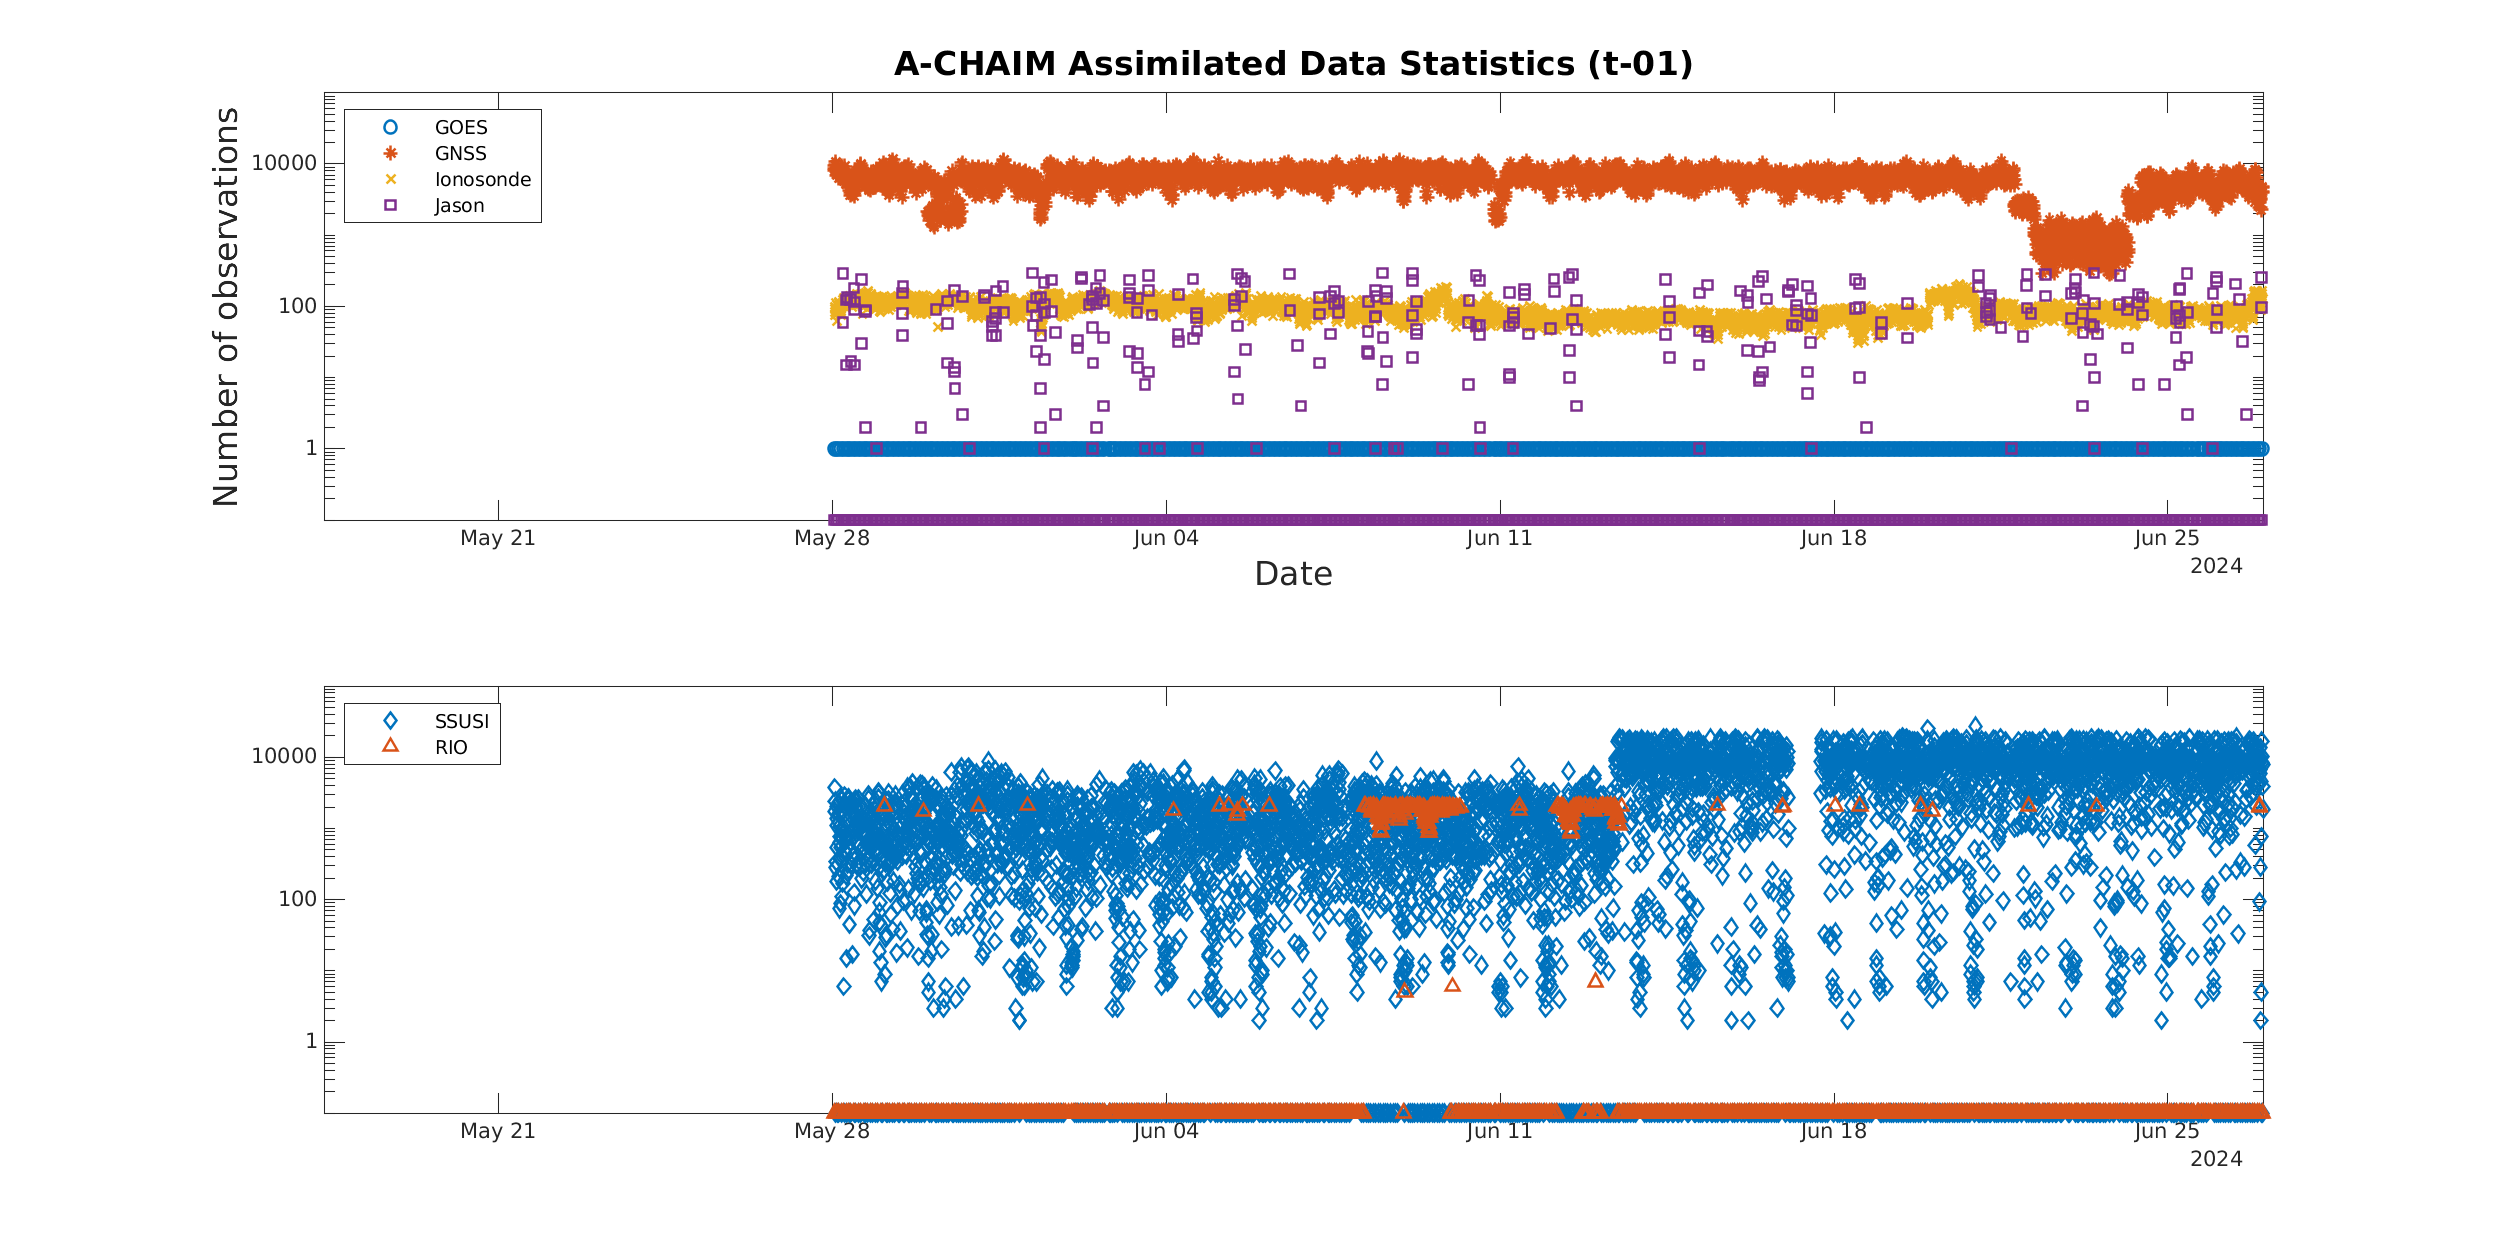 A-CHAIM Assimilated Data Statistics (t-01)
Number of observations
10000
100
1
GOES
GNSS
Ionosonde
Jason
May 21
May 28
Jun 04
Jun 11
Jun 18
Jun 25
2024
Date
10000
100
1
SSUSI
RIO
May 21
May 28
Jun 04
Jun 11
Jun 18
Jun 25
2024